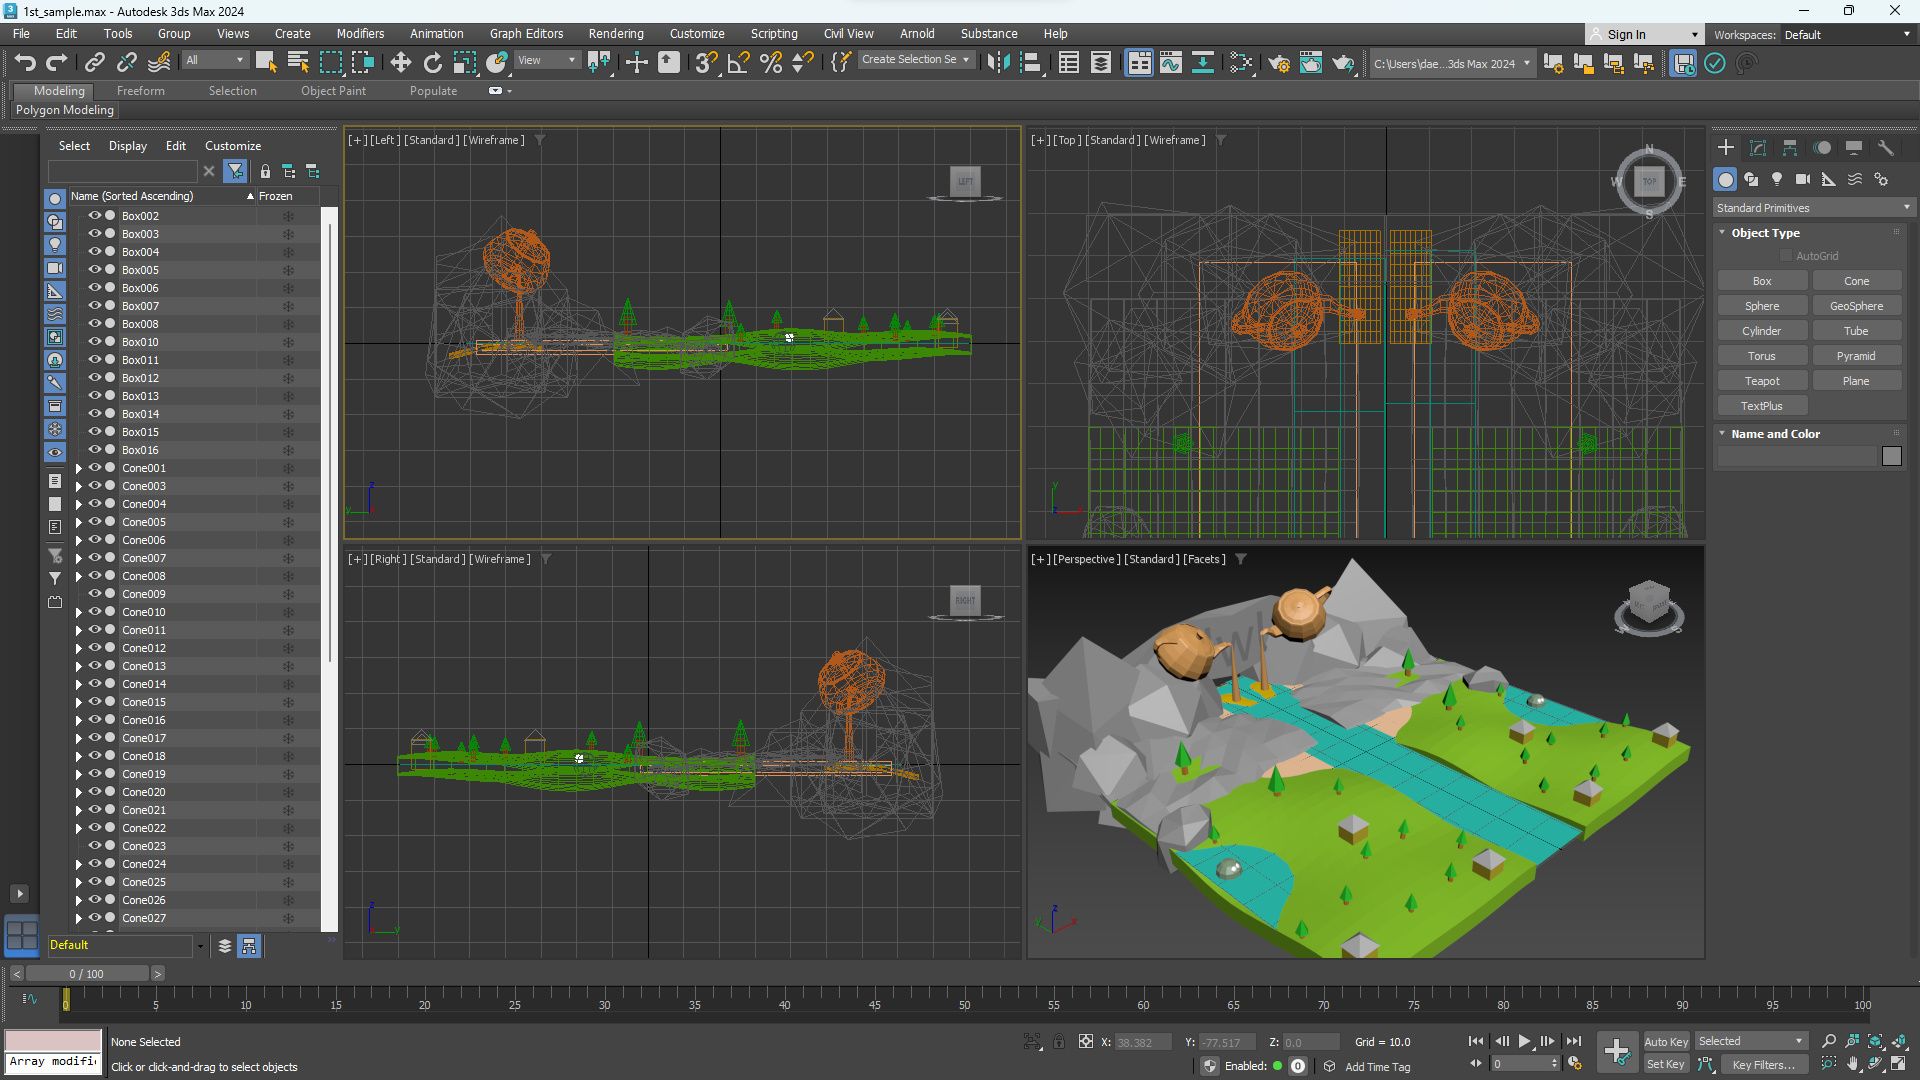 1st_sample.max - Autodesk 3ds Max 2024
File Edit Tools Group Views Create Modifiers Animation Graph Editors Rendering Customize Scripting Civil View Arnold Substance Help
Sign In Workspaces: Default
All View Create Selection Se C:\Users\dae...3ds Max 2024
Modeling Freeform Selection Object Paint Populate
Polygon Modeling
Select Display Edit Customize
Name (Sorted Ascending) Frozen
Box002
Box003
Box004
Box005
Box006
Box007
Box008
Box010
Box011
Box012
Box013
Box014
Box015
Box016
Cone001
Cone003
Cone004
Cone005
Cone006
Cone007
Cone008
Cone009
Cone010
Cone011
Cone012
Cone013
Cone014
Cone015
Cone016
Cone017
Cone018
Cone019
Cone020
Cone021
Cone022
Cone023
Cone024
Cone025
Cone026
Cone027
Default
[+] [Left] [Standard] [Wireframe]
LEFT
z
y
[+] [Top] [Standard] [Wireframe]
N
W TOP E
S
y
z
[+] [Right] [Standard] [Wireframe]
RIGHT
z
y
[+] [Perspective] [Standard] [Facets]
z
y x
Standard Primitives
Object Type
AutoGrid
Box Cone
Sphere GeoSphere
Cylinder Tube
Torus Pyramid
Teapot Plane
TextPlus
Name and Color
< 0 / 100 >
0 5 10 15 20 25 30 35 40 45 50 55 60 65 70 75 80 85 90 95 100
None Selected
Array modifi
Click or click-and-drag to select objects
X: 38.382 Y: -77.517 Z: 0.0 Grid = 10.0
Enabled: 0 Add Time Tag
0
Auto Key Selected
Set Key Key Filters...